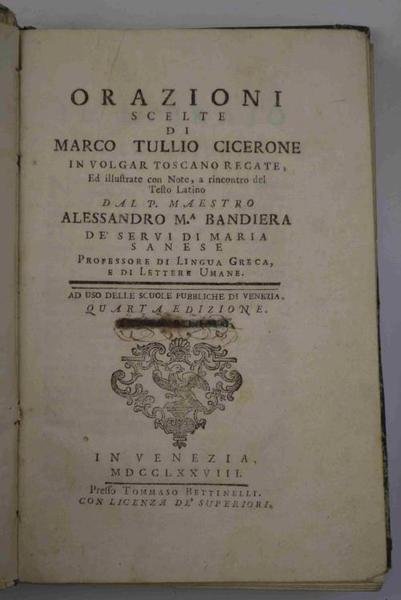 ORAZIONI
SCELTE
DI
MARCO TULLIO CICERONE
IN VOLGAR TOSCANO RECATE,
Ed illustrate con Note, a rincontro del
Testo Latino
DAL P. MAESTRO
ALESSANDRO M.A BANDIERA
DE' SERVI DI MARIA
SANESE
PROFESSORE DI LINGUA GRECA,
E DI LETTERE UMANE.
AD USO DELLE SCUOLE PUBBLICHE DI VENEZIA.
QUARTA EDIZIONE.
IN VENEZIA,
MDCCLXXVIII.
Presso TOMMASO BETTINELLI.
CON LICENZA DE' SUPERIORI.